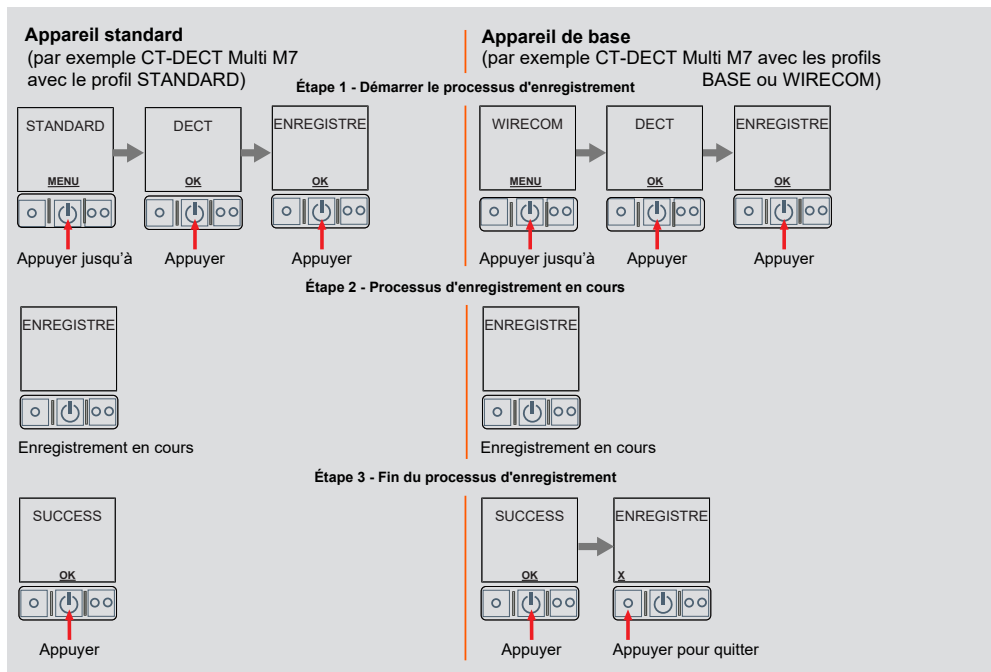 Appareil standard
(par exemple CT-DECT Multi M7
avec le profil STANDARD)
Appareil de base
(par exemple CT-DECT Multi M7 avec les profils
BASE ou WIRECOM)
Étape 1 - Démarrer le processus d'enregistrement
STANDARD
MENU
DECT
OK
ENREGISTRE
OK
Appuyer jusqu'à
Appuyer
Appuyer
WIRECOM
MENU
DECT
OK
ENREGISTRE
OK
Appuyer jusqu'à
Appuyer
Appuyer
Étape 2 - Processus d'enregistrement en cours
ENREGISTRE
Enregistrement en cours
ENREGISTRE
Enregistrement en cours
Étape 3 - Fin du processus d'enregistrement
SUCCESS
OK
Appuyer
SUCCESS
OK
Appuyer
ENREGISTRE
X
Appuyer pour quitter